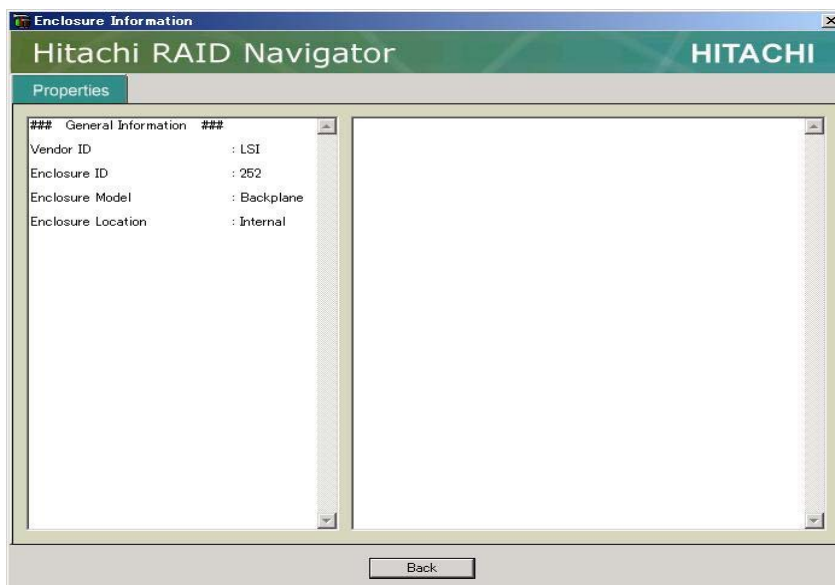 Enclosure Information
Hitachi RAID Navigator HITACHI
Properties
### General Information ###
Vendor ID : LSI
Enclosure ID : 252
Enclosure Model : Backplane
Enclosure Location : Internal
Back